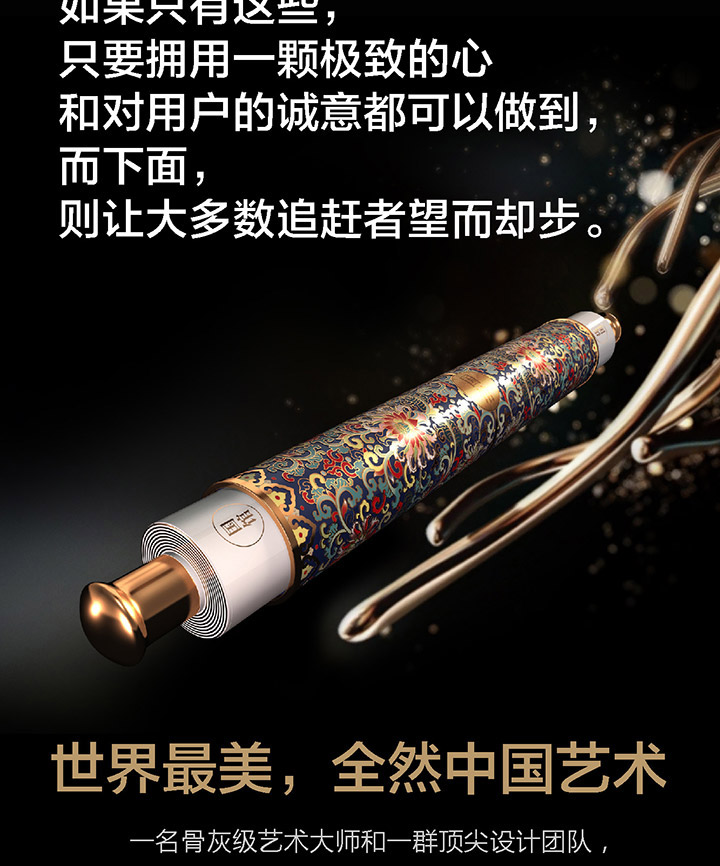 如果只有这些，
只要拥用一颗极致的心
和对用户的诚意都可以做到，
而下面，
则让大多数追赶者望而却步。
世界最美，全然中国艺术
一名骨灰级艺术大师和一群顶尖设计团队，